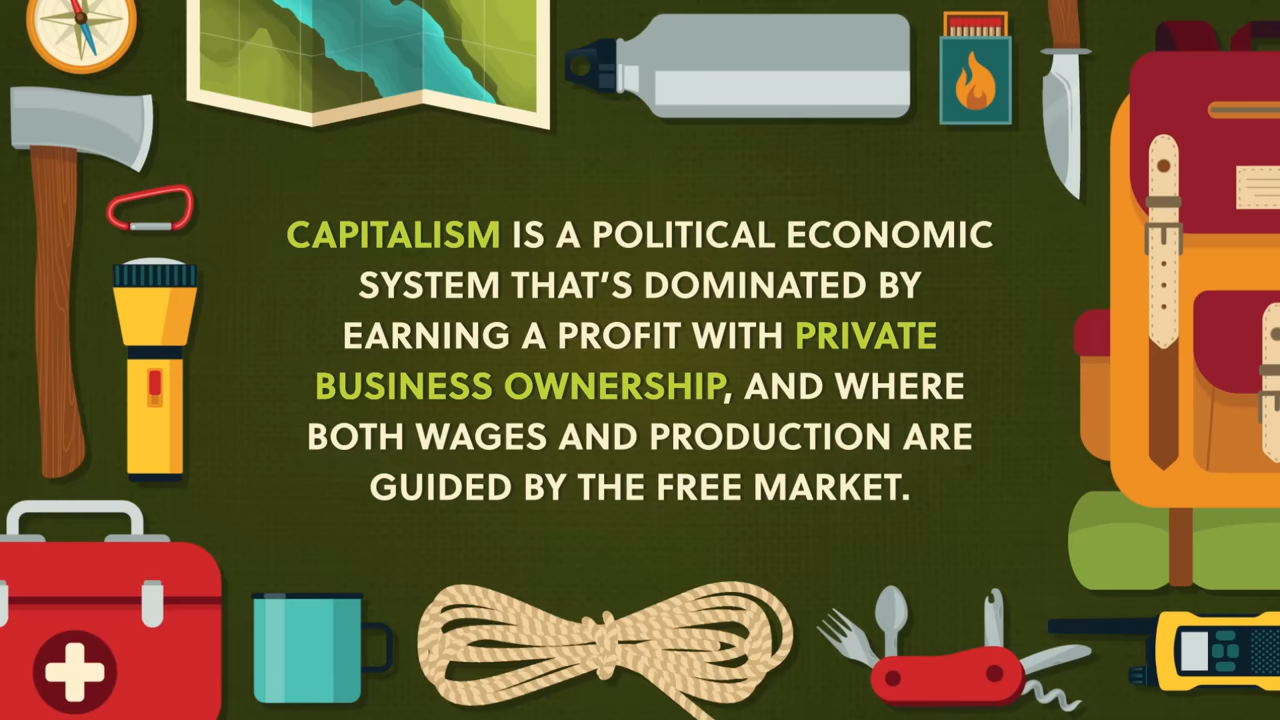 CAPITALISM IS A POLITICAL ECONOMIC
SYSTEM THAT'S DOMINATED BY
EARNING A PROFIT WITH PRIVATE
BUSINESS OWNERSHIP, AND WHERE
BOTH WAGES AND PRODUCTION ARE
GUIDED BY THE FREE MARKET.